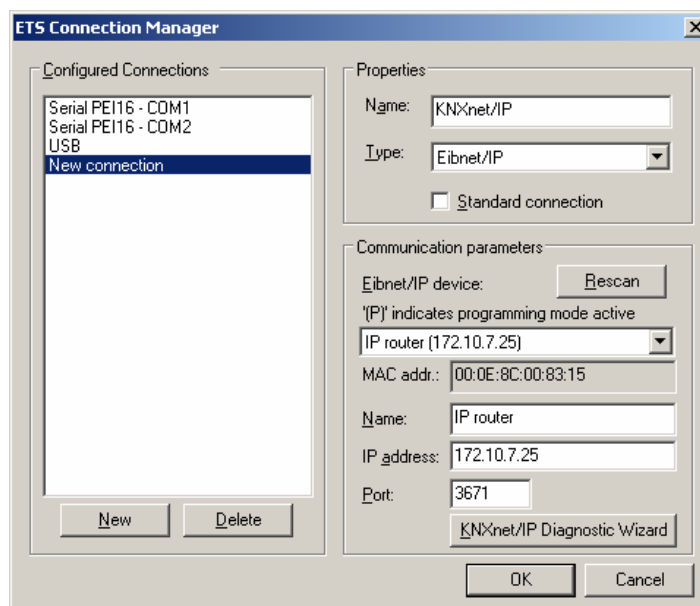 ETS Connection Manager
Configured Connections
Serial PEI16 - COM1
Serial PEI16 - COM2
USB
New connection
New
Delete
Properties
Name:
KNXnet/IP
Type:
Eibnet/IP
Standard connection
Communication parameters
Eibnet/IP device:
Rescan
'(P)' indicates programming mode active
IP router (172.10.7.25)
MAC addr.:
00:0E:8C:00:83:15
Name:
IP router
IP address:
172.10.7.25
Port:
3671
KNXnet/IP Diagnostic Wizard
OK
Cancel